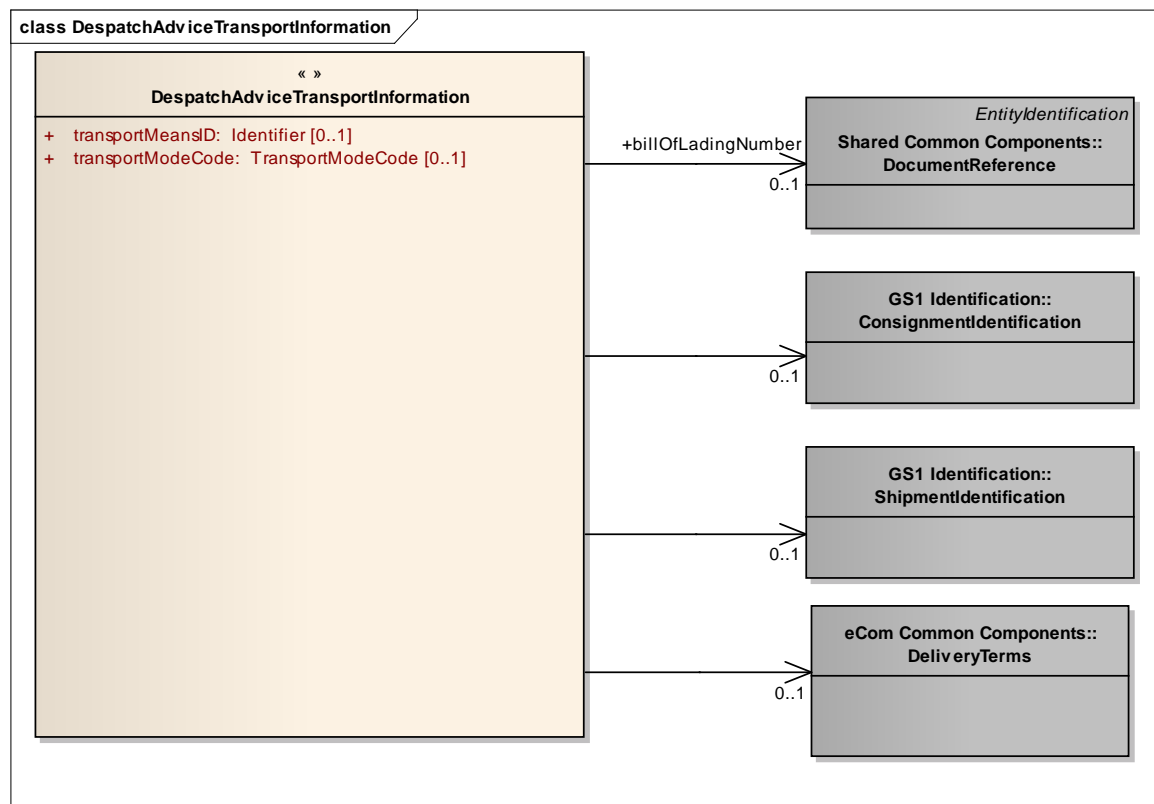 class DespatchAdviceTransportInformation
« »
DespatchAdviceTransportInformation
+ transportMeansID: Identifier [0..1]
+ transportModeCode: TransportModeCode [0..1]
+billOfLadingNumber
0..1
EntityIdentification
Shared Common Components::
DocumentReference
0..1
GS1 Identification::
ConsignmentIdentification
0..1
GS1 Identification::
ShipmentIdentification
0..1
eCom Common Components::
DeliveryTerms